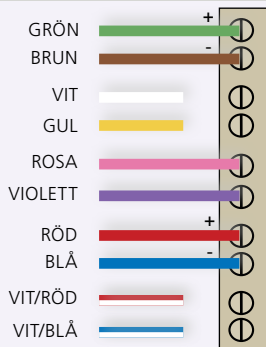 GRÖN +
BRUN -
VIT
GUL
ROSA
VIOLETT
RÖD +
BLÅ -
VIT/RÖD
VIT/BLÅ